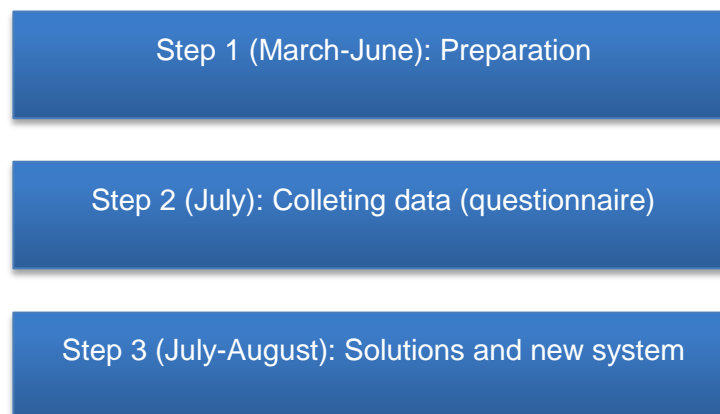 Step 1 (March-June): Preparation
Step 2 (July): Colleting data (questionnaire)
Step 3 (July-August): Solutions and new system